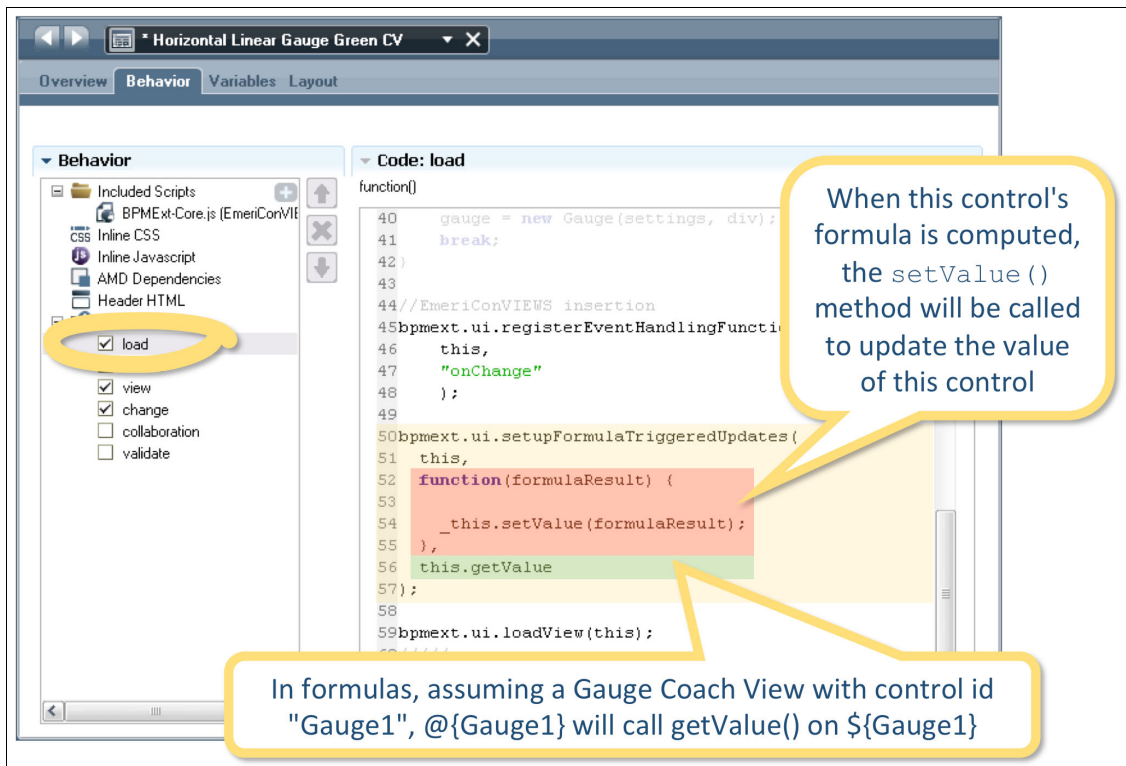 * Horizontal Linear Gauge Green CV
Overview Behavior Variables Layout
Behavior
Included Scripts
BPMExt-Core.js (EmeriConVIE
css Inline CSS
JS Inline Javascript
AMD Dependencies
Header HTML
load
view
change
collaboration
validate
Code: load
function()
40 gauge = new Gauge(settings, div);
41 break;
42 }
43
44 //EmeriConVIEWS insertion
45 bpmext.ui.registerEventHandlingFuncti
46 this,
47 "onChange"
48 );
49
50 bpmext.ui.setupFormulaTriggeredUpdates(
51 this,
52 function(formulaResult) {
53
54 _this.setValue(formulaResult);
55 },
56 this.getValue
57 );
58
59 bpmext.ui.loadView(this);
When this control's
formula is computed,
the setValue()
method will be called
to update the value
of this control
In formulas, assuming a Gauge Coach View with control id
"Gauge1", @{Gauge1} will call getValue() on ${Gauge1}